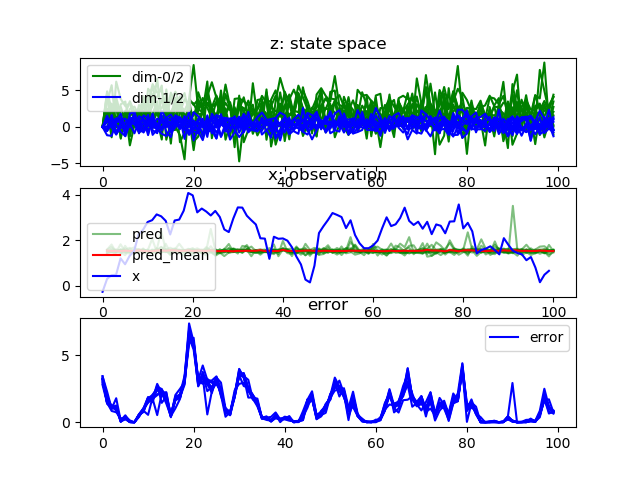 z: state space
5
0
−5
dim-0/2
dim-1/2
0 20 40 60 80 100
x: observation
4
2
0
pred
pred_mean
x
0 20 40 60 80 100
error
5
0
error
0 20 40 60 80 100